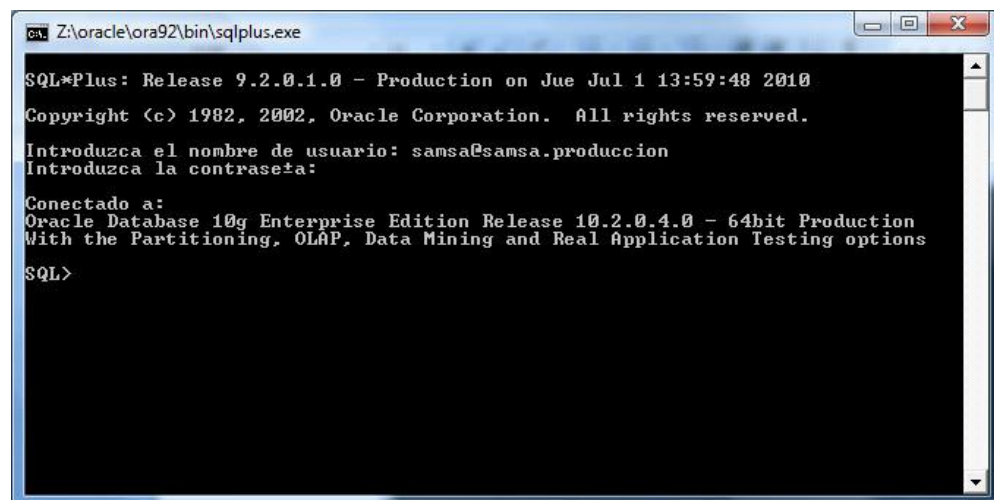 Z:\oracle\ora92\bin\sqlplus.exe
SQL*Plus: Release 9.2.0.1.0 - Production on Jue Jul 1 13:59:48 2010
Copyright (c) 1982, 2002, Oracle Corporation.  All rights reserved.
Introduzca el nombre de usuario: samsa@samsa.produccion
Introduzca la contrase±a:
Conectado a:
Oracle Database 10g Enterprise Edition Release 10.2.0.4.0 - 64bit Production
With the Partitioning, OLAP, Data Mining and Real Application Testing options
SQL>